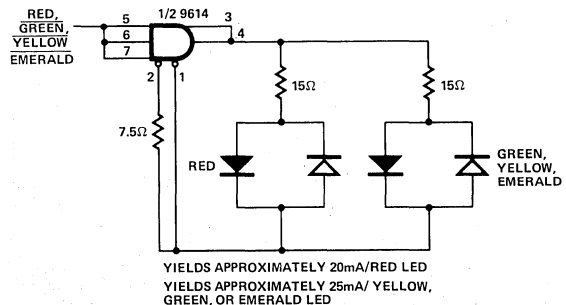 RED,
GREEN,
YELLOW
EMERALD
5
6
7
1/2 9614
3
4
2
1
7.5Ω
15Ω
15Ω
RED
GREEN,
YELLOW,
EMERALD
YIELDS APPROXIMATELY 20mA/RED LED
YIELDS APPROXIMATELY 25mA/ YELLOW,
GREEN, OR EMERALD LED